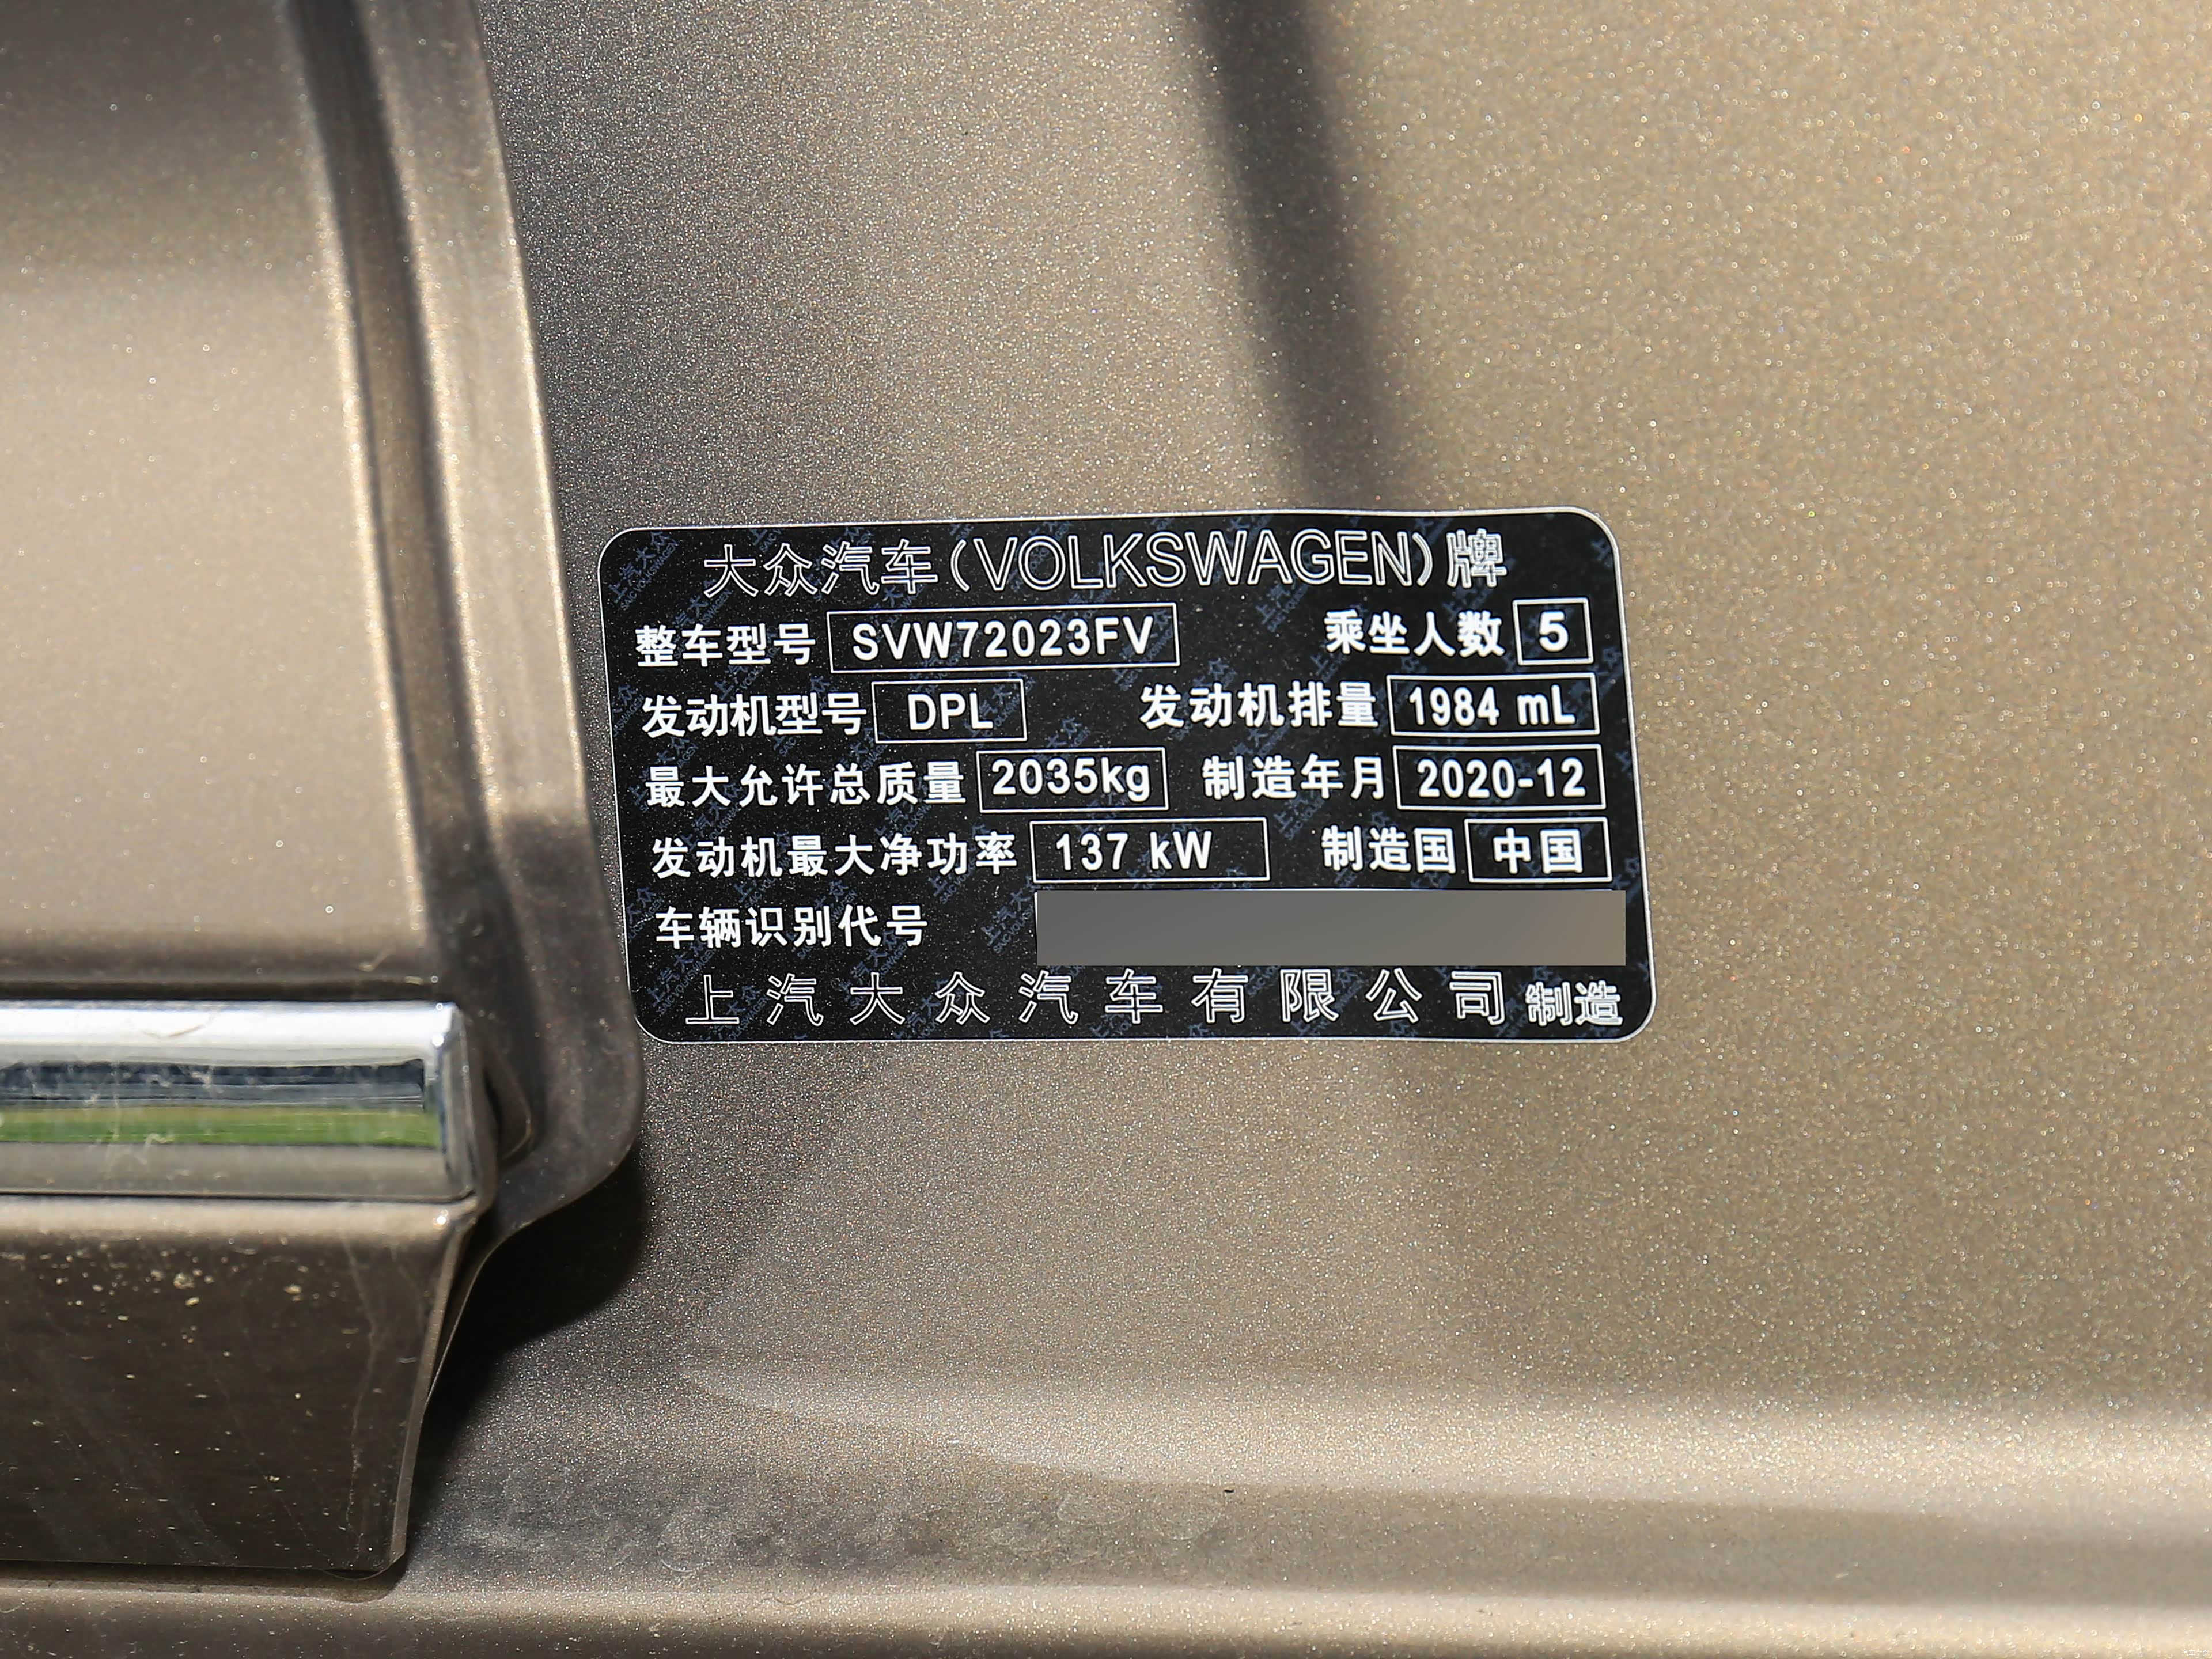 大众汽车(VOLKSWAGEN)牌
整车型号 SVW72023FV 乘坐人数 5
发动机型号 DPL 发动机排量 1984 mL
最大允许总质量 2035kg 制造年月 2020-12
发动机最大净功率 137 kW 制造国 中国
车辆识别代号
上汽大众汽车有限公司制造